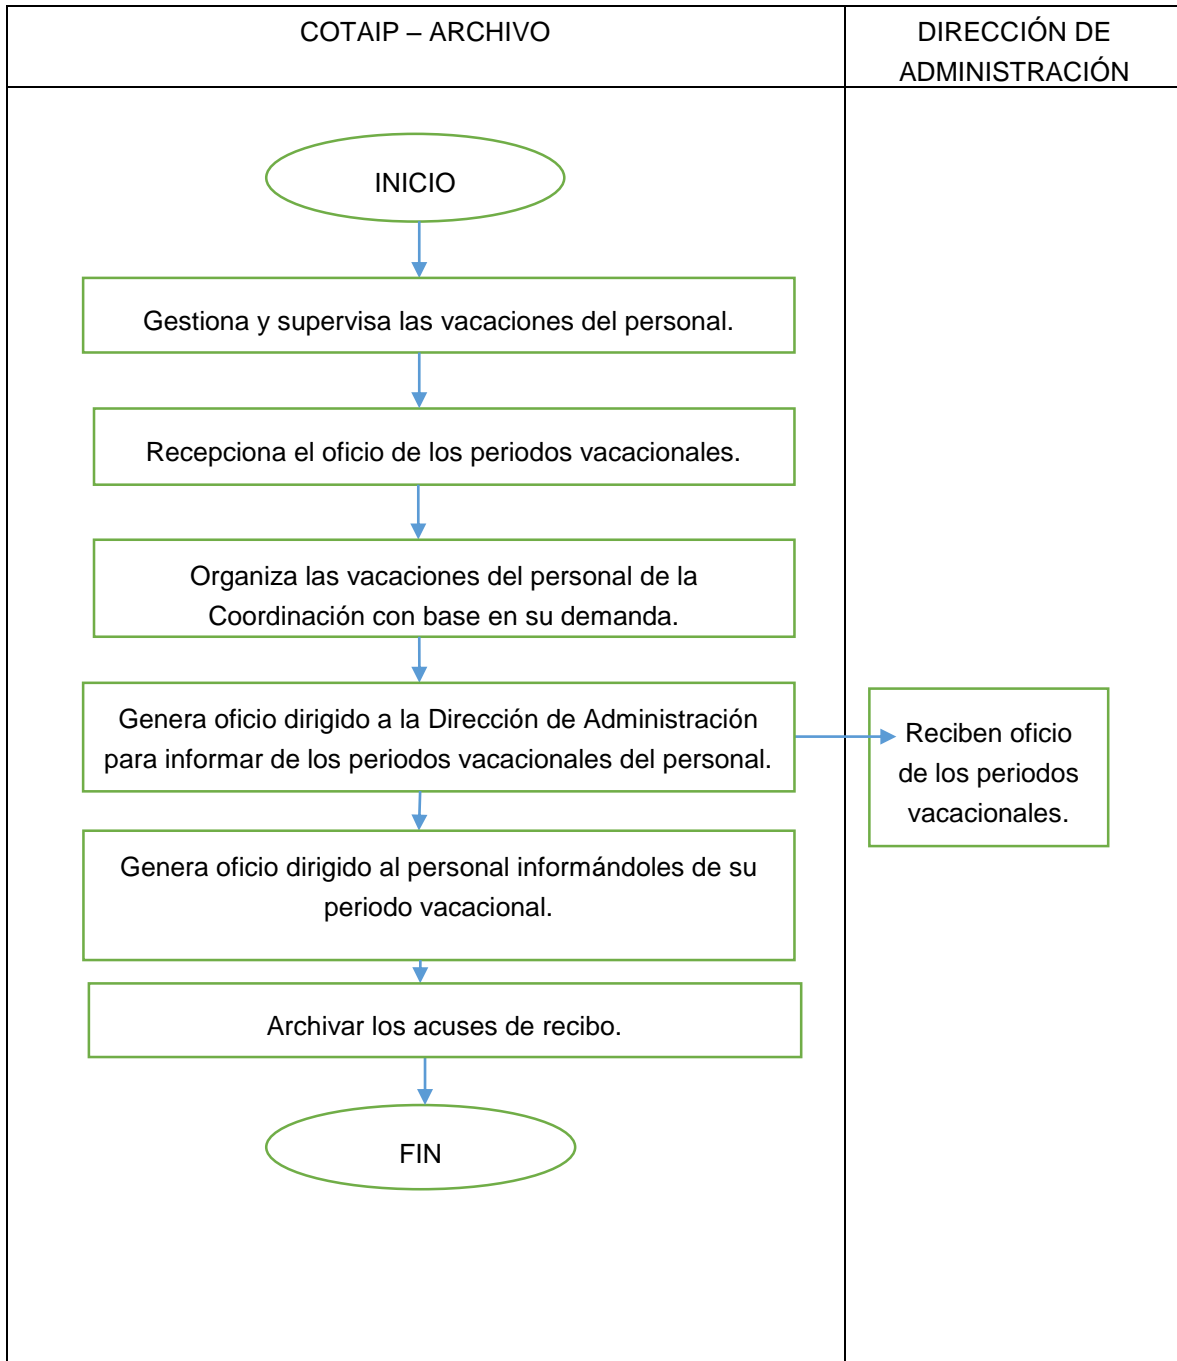 COTAIP – ARCHIVO
DIRECCIÓN DE
ADMINISTRACIÓN
INICIO
Gestiona y supervisa las vacaciones del personal.
Recepciona el oficio de los periodos vacacionales.
Organiza las vacaciones del personal de la
Coordinación con base en su demanda.
Genera oficio dirigido a la Dirección de Administración
para informar de los periodos vacacionales del personal.
Reciben oficio
de los periodos
vacacionales.
Genera oficio dirigido al personal informándoles de su
periodo vacacional.
Archivar los acuses de recibo.
FIN